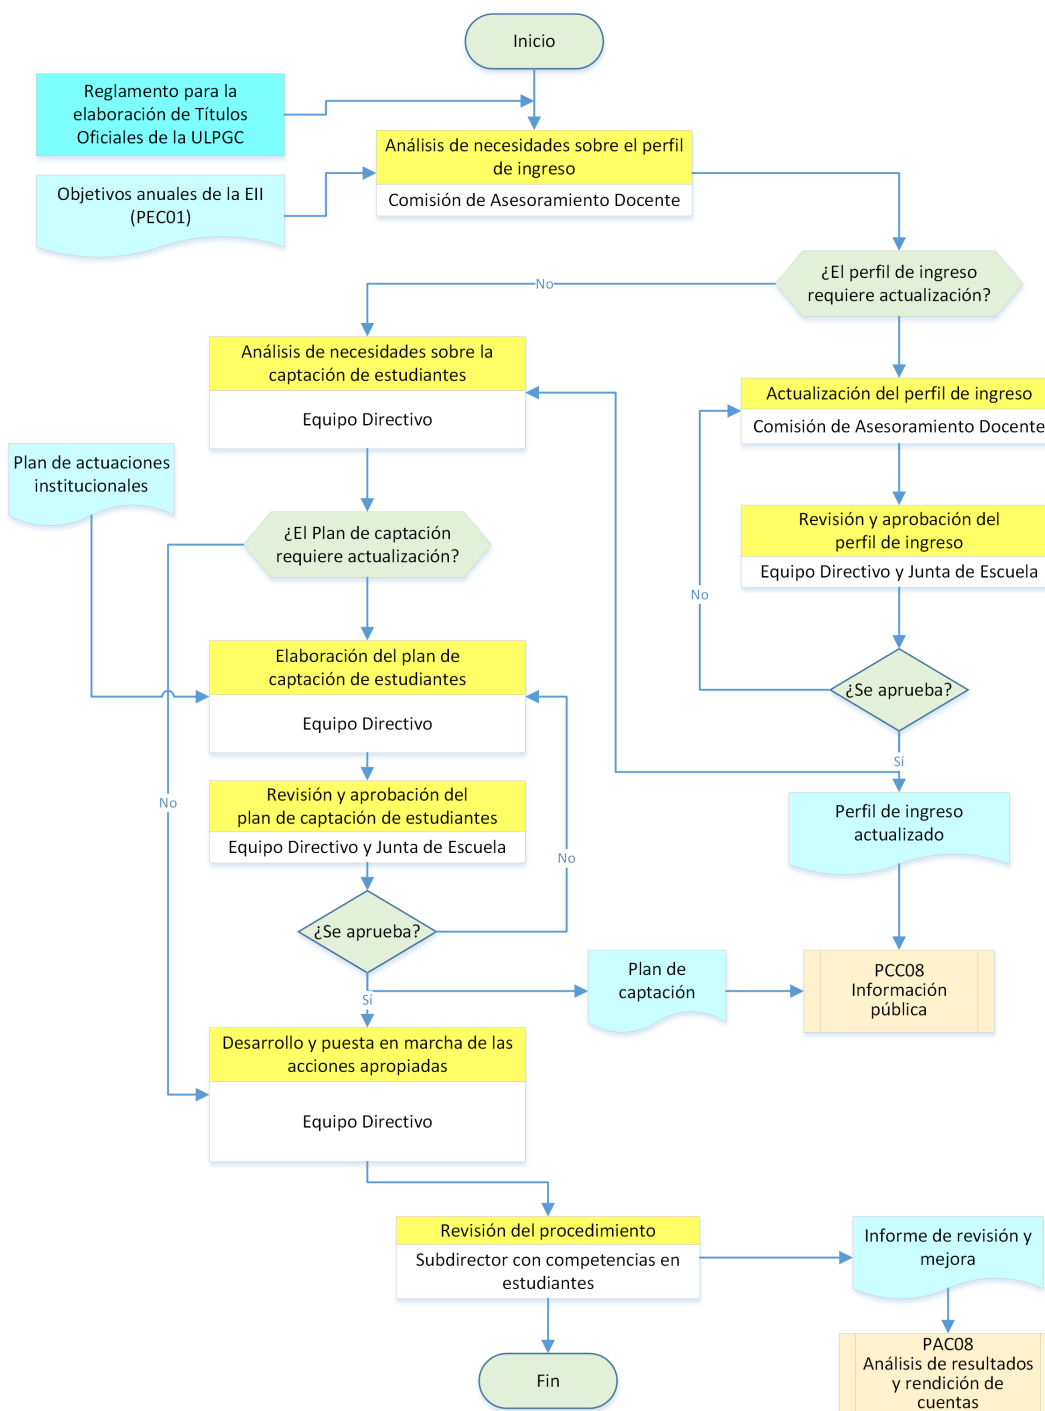 Inicio
Reglamento para la
elaboración de Títulos
Oficiales de la ULPGC
Análisis de necesidades sobre el perfil
de ingreso
Comisión de Asesoramiento Docente
Objetivos anuales de la EII
(PEC01)
¿El perfil de ingreso
requiere actualización?
No
Análisis de necesidades sobre la
captación de estudiantes
Equipo Directivo
Actualización del perfil de ingreso
Comisión de Asesoramiento Docente
Plan de actuaciones
institucionales
¿El Plan de captación
requiere actualización?
Revisión y aprobación del
perfil de ingreso
Equipo Directivo y Junta de Escuela
No
Elaboración del plan de
captación de estudiantes
Equipo Directivo
¿Se aprueba?
Sí
Revisión y aprobación del
plan de captación de estudiantes
Equipo Directivo y Junta de Escuela
No
No
Perfil de ingreso
actualizado
¿Se aprueba?
Sí
Plan de
captación
PCC08
Información
pública
Desarrollo y puesta en marcha de las
acciones apropiadas
Equipo Directivo
Revisión del procedimiento
Subdirector con competencias en
estudiantes
Informe de revisión y
mejora
Fin
PAC08
Análisis de resultados
y rendición de
cuentas